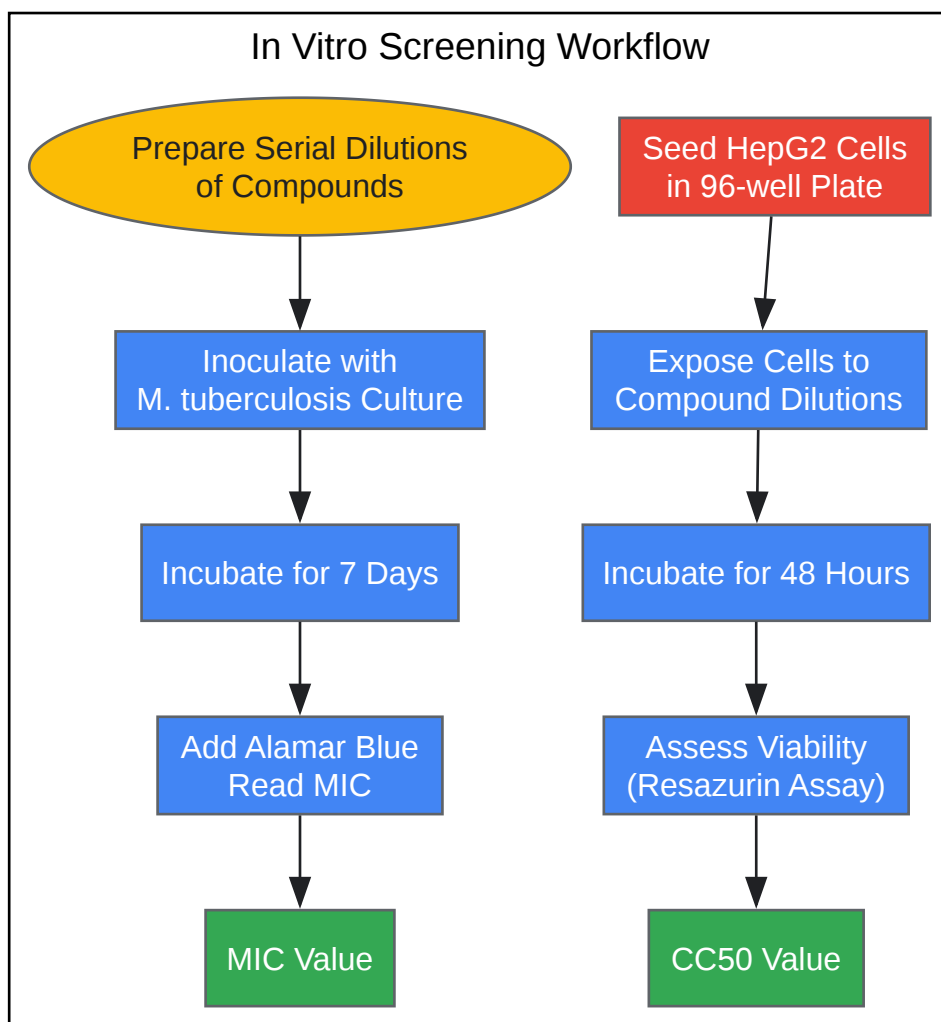 In Vitro Screening Workflow
Prepare Serial Dilutions
of Compounds
Inoculate with
M. tuberculosis Culture
Incubate for 7 Days
Add Alamar Blue
Read MIC
MIC Value
Seed HepG2 Cells
in 96-well Plate
Expose Cells to
Compound Dilutions
Incubate for 48 Hours
Assess Viability
(Resazurin Assay)
CC50 Value